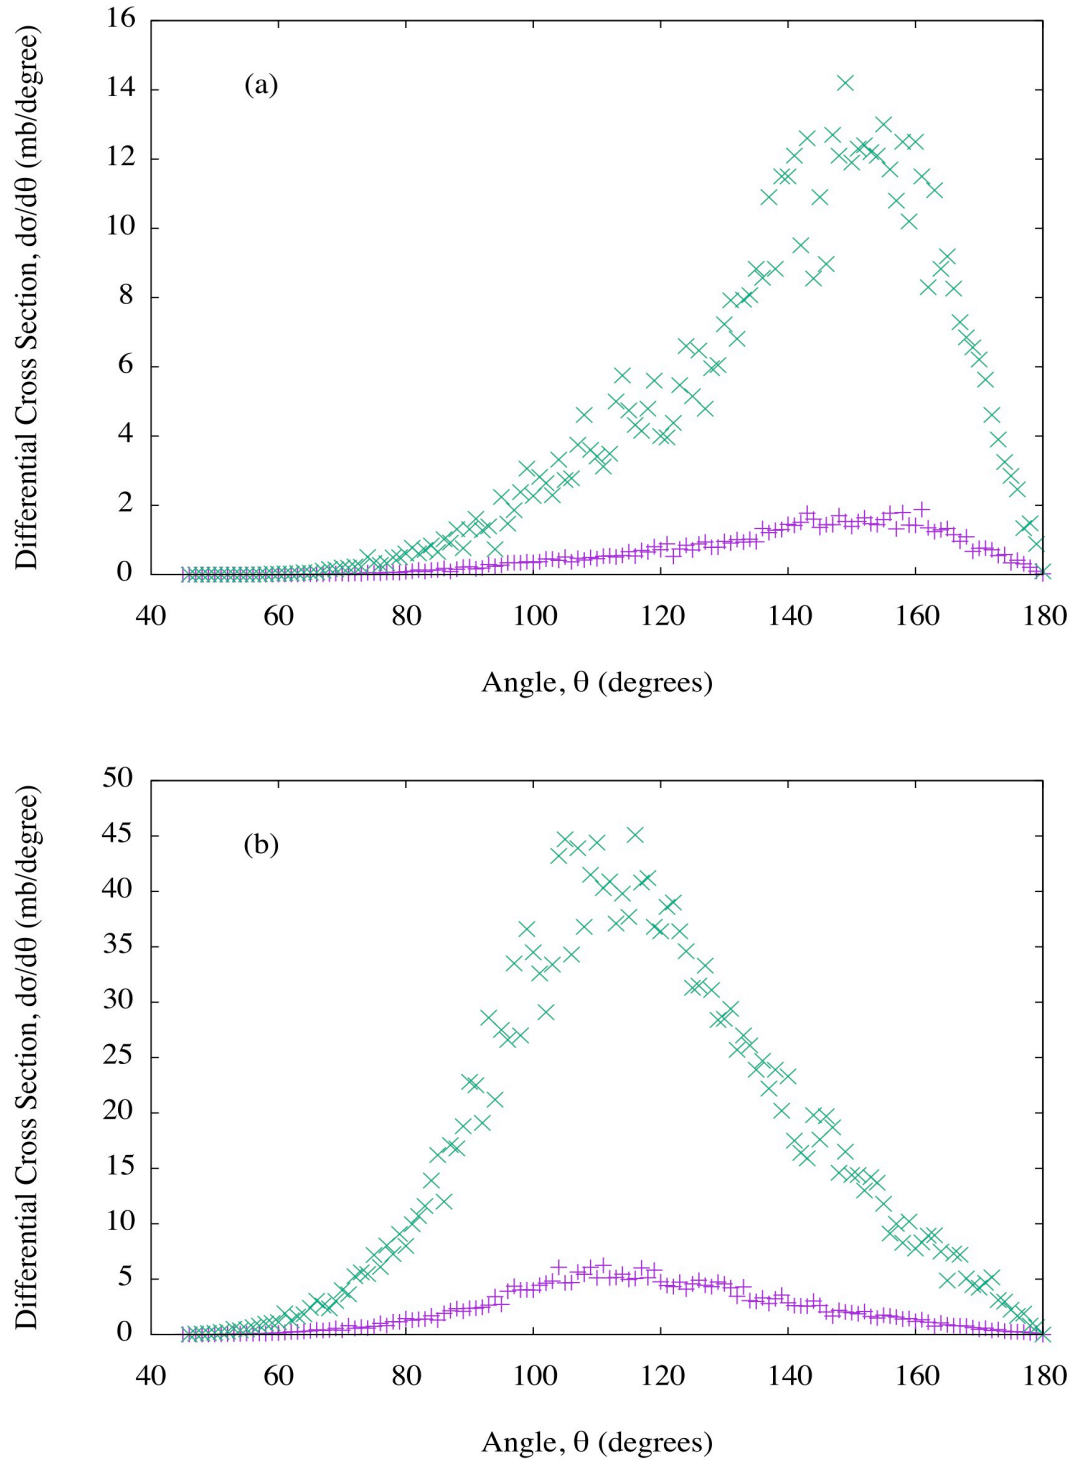 16
14
12
10
8
6
4
2
0
(a)
Differential Cross Section, dσ/dθ (mb/degree)
40 60 80 100 120 140 160 180
Angle, θ (degrees)
50
45
40
35
30
25
20
15
10
5
0
(b)
Differential Cross Section, dσ/dθ (mb/degree)
40 60 80 100 120 140 160 180
Angle, θ (degrees)